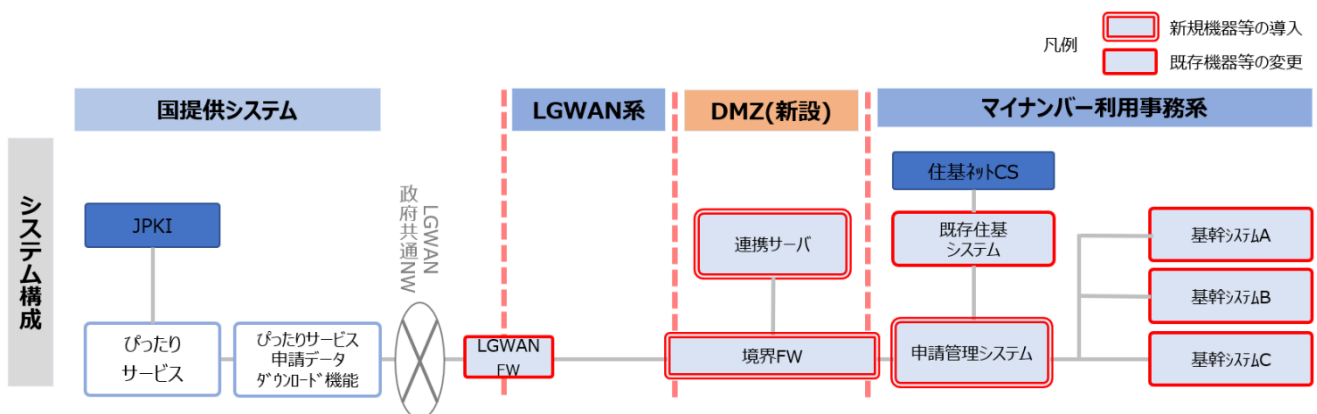 凡例
新規機器等の導入
既存機器等の変更
国提供システム
LGWAN系
DMZ(新設)
マイナンバー利用事務系
システム構成
JPKI
ぴったり
サービス
ぴったりサービス
申請データ
ダウンロード機能
LGWAN
政府共通NW
LGWAN
FW
連携サーバ
境界FW
住基ネットCS
既存住基
システム
申請管理システム
基幹システムA
基幹システムB
基幹システムC